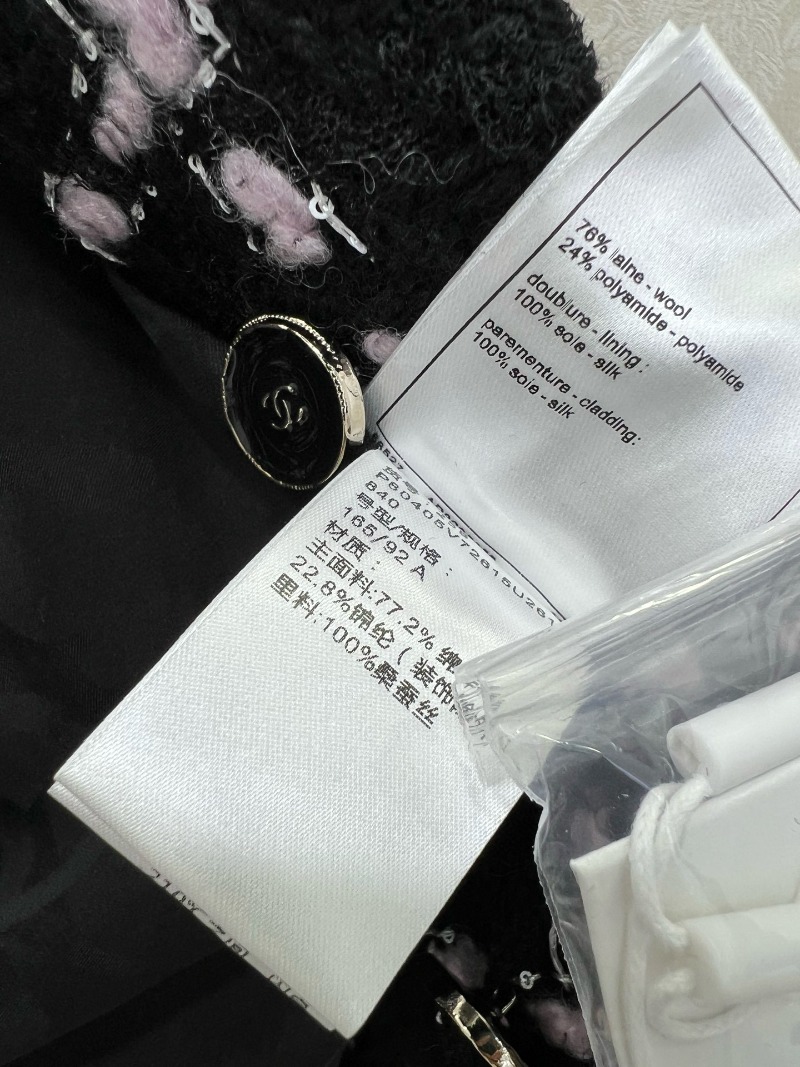 76% laine - wool
24% polyamide - polyamide
doublure - lining :
100% soie - silk
parementure - cladding:
100% soie - silk
P80405V72615U261
840
号型/规格：
165/92 A
材质：
主面料:77.2%
22.8%锦纶 ( 装饰
里料:100%桑蚕丝